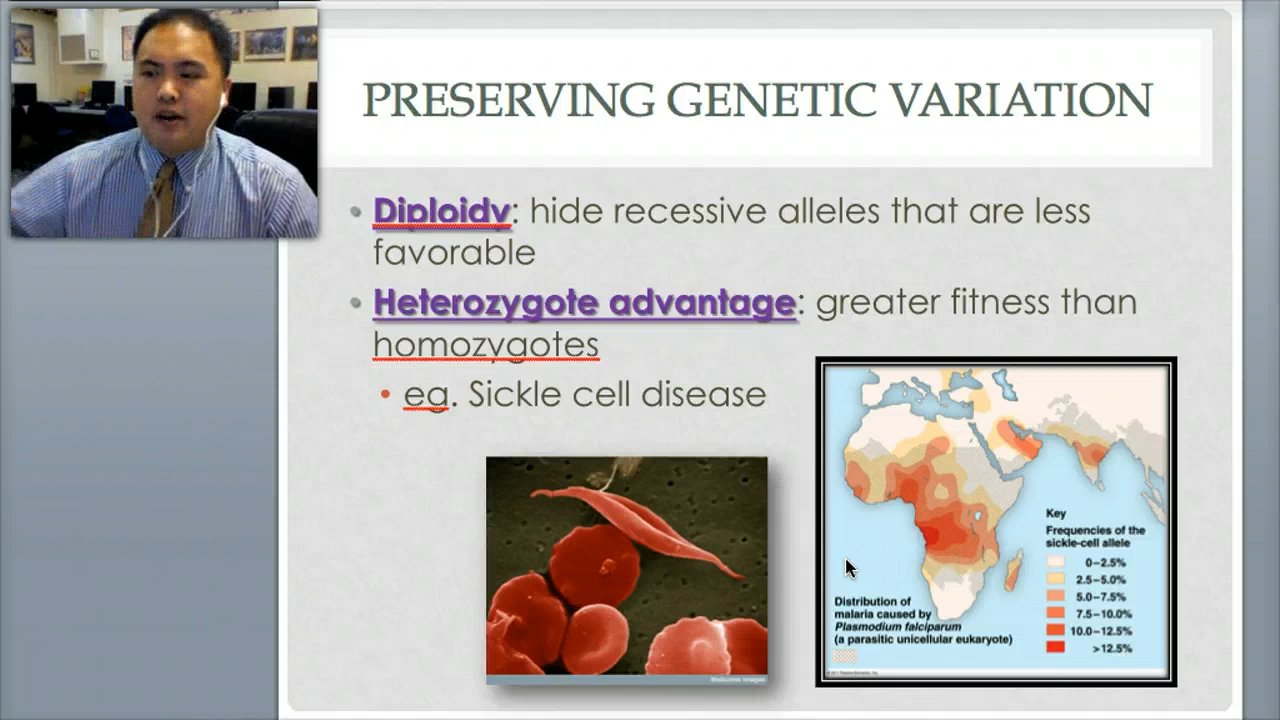 PRESERVING GENETIC VARIATION
• Diploidy: hide recessive alleles that are less
favorable
• Heterozygote advantage: greater fitness than
homozygotes
• eg. Sickle cell disease
Key
Frequencies of the
sickle-cell allele
0–2.5%
2.5–5.0%
5.0–7.5%
7.5–10.0%
10.0–12.5%
>12.5%
Distribution of
malaria caused by
Plasmodium falciparum
(a parasitic unicellular eukaryote)